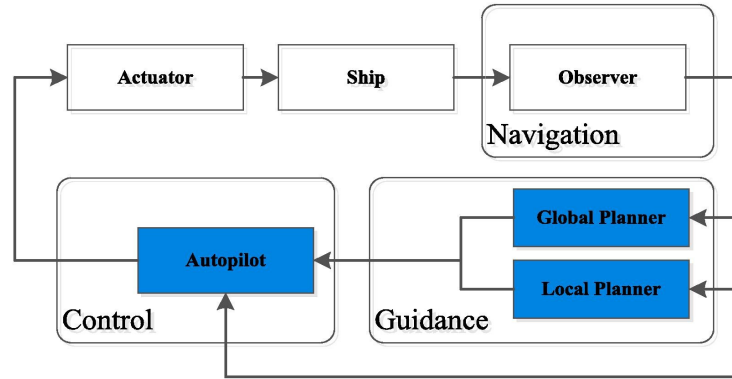 Actuator
Ship
Observer
Navigation
Global Planner
Autopilot
Local Planner
Control
Guidance